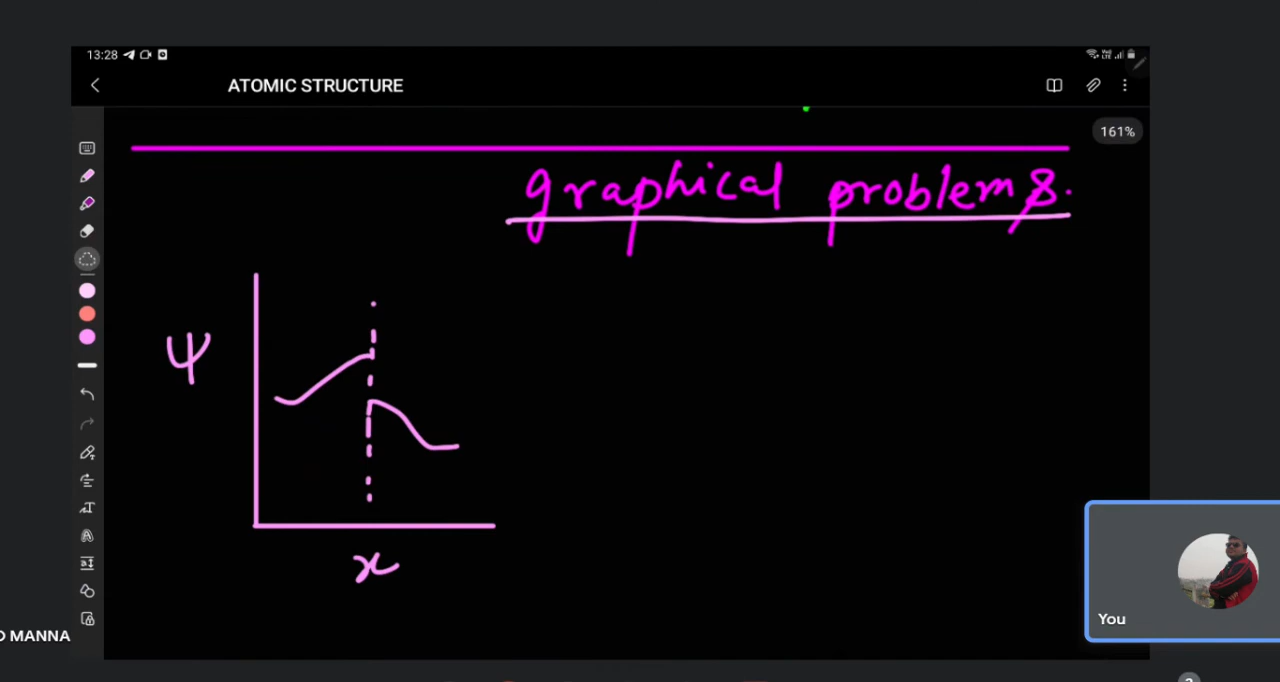 13:28
ATOMIC STRUCTURE
161%
graphical problems.
ψ
x
You
MANNA